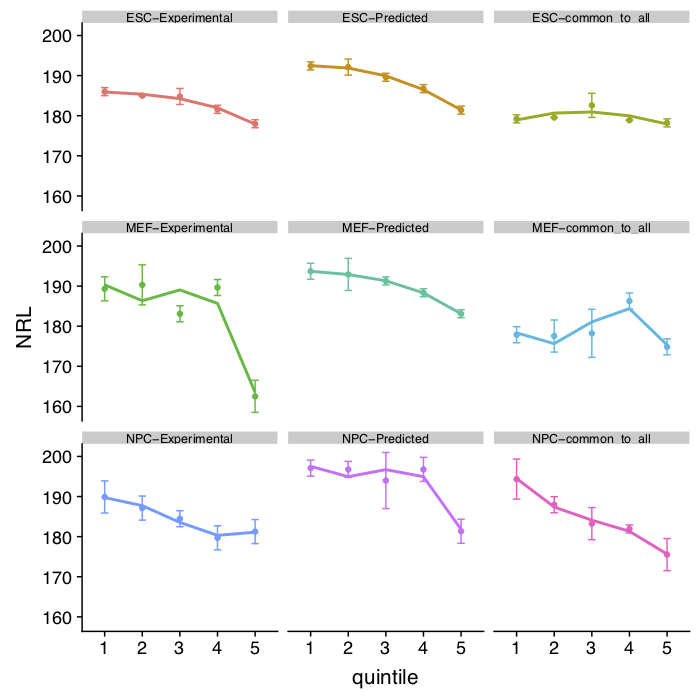 ESC−Experimental ESC−Predicted ESC−common_to_all
200
190
180
170
160
MEF−Experimental MEF−Predicted MEF−common_to_all
200
190
180
170
160
NRL
NPC−Experimental NPC−Predicted NPC−common_to_all
200
190
180
170
160
1 2 3 4 5 1 2 3 4 5 1 2 3 4 5
quintile